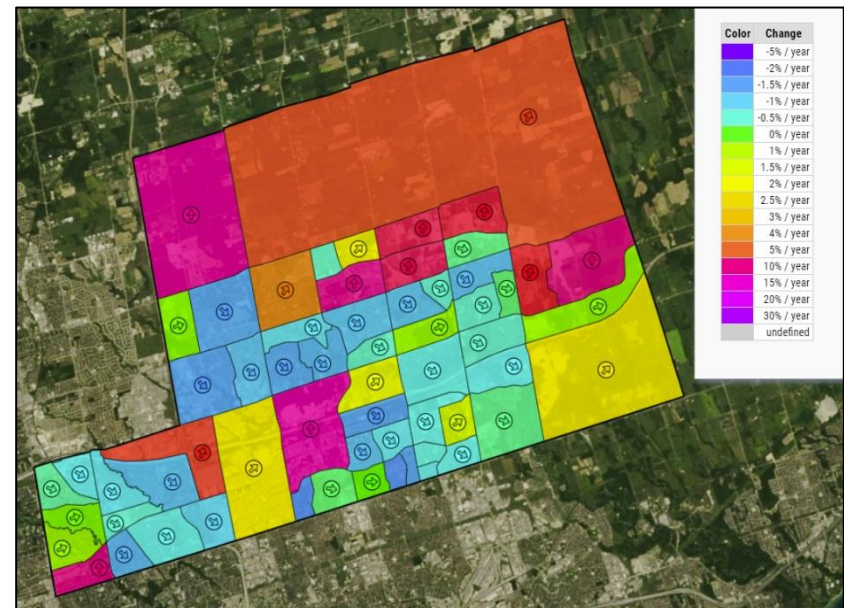 Color Change
-5% / year
-2% / year
-1.5% / year
-1% / year
-0.5% / year
0% / year
1% / year
1.5% / year
2% / year
2.5% / year
3% / year
4% / year
5% / year
10% / year
15% / year
20% / year
30% / year
undefined